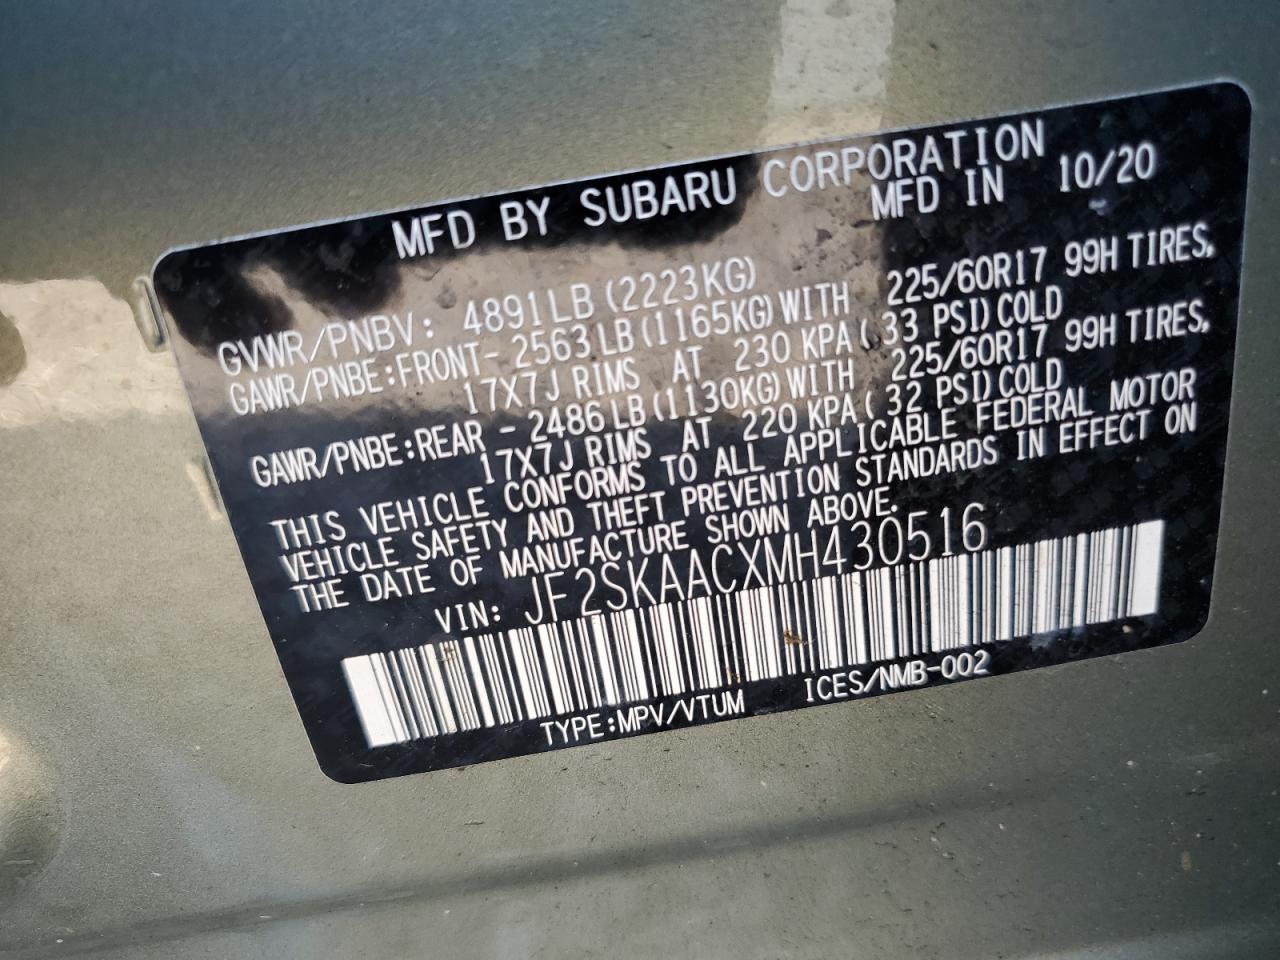 MFD BY SUBARU CORPORATION
MFD IN 10/20
GVWR/PNBV: 4891LB (2223KG)
GAWR/PNBE:FRONT- 2563LB(1165KG)WITH 225/60R17 99H TIRES,
17X7J RIMS AT 230 KPA( 33 PSI)COLD
GAWR/PNBE:REAR - 2486LB(1130KG)WITH 225/60R17 99H TIRES,
17X7J RIMS AT 220 KPA( 32 PSI)COLD
THIS VEHICLE CONFORMS TO ALL APPLICABLE FEDERAL MOTOR
VEHICLE SAFETY AND THEFT PREVENTION STANDARDS IN EFFECT ON
THE DATE OF MANUFACTURE SHOWN ABOVE.
VIN: JF2SKAACXMH430516
TYPE:MPV/VTUM ICES/NMB-002